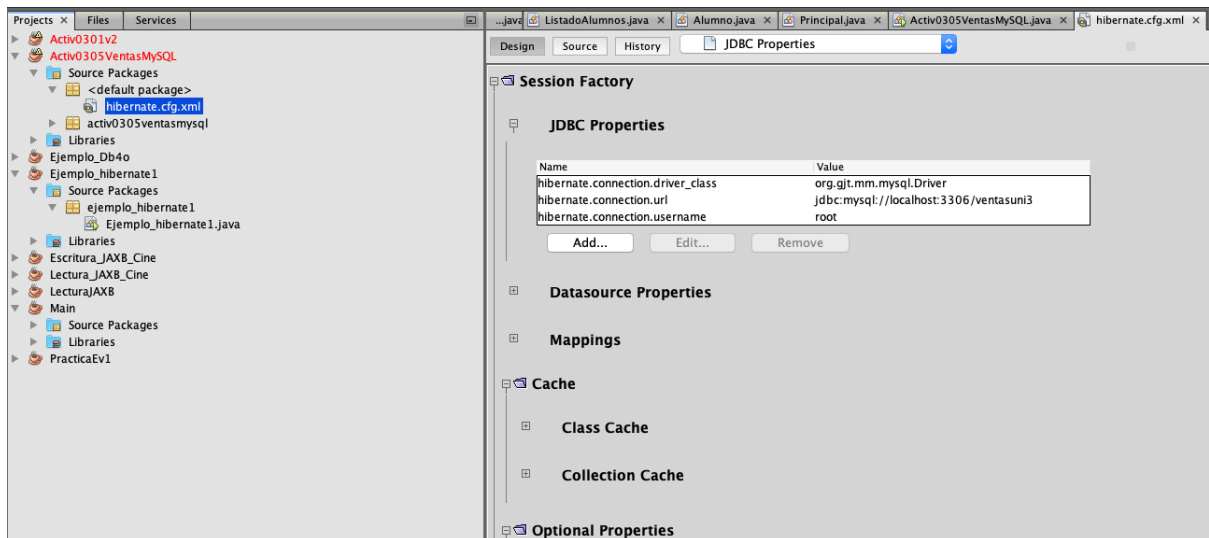 Projects × Files Services
Activ0301v2
Activ0305VentasMySQL
Source Packages
<default package>
hibernate.cfg.xml
activ0305ventasmysql
Libraries
Ejemplo_Db4o
Ejemplo_hibernate1
Source Packages
ejemplo_hibernate1
Ejemplo_hibernate1.java
Libraries
Escritura_JAXB_Cine
Lectura_JAXB_Cine
LecturaJAXB
Main
Source Packages
Libraries
PracticaEv1
...java ListadoAlumnos.java × Alumno.java × Principal.java × Activ0305VentasMySQL.java × hibernate.cfg.xml ×
Design Source History JDBC Properties
Session Factory
JDBC Properties
Name Value
hibernate.connection.driver_class org.gjt.mm.mysql.Driver
hibernate.connection.url jdbc:mysql://localhost:3306/ventasuni3
hibernate.connection.username root
Add... Edit... Remove
Datasource Properties
Mappings
Cache
Class Cache
Collection Cache
Optional Properties